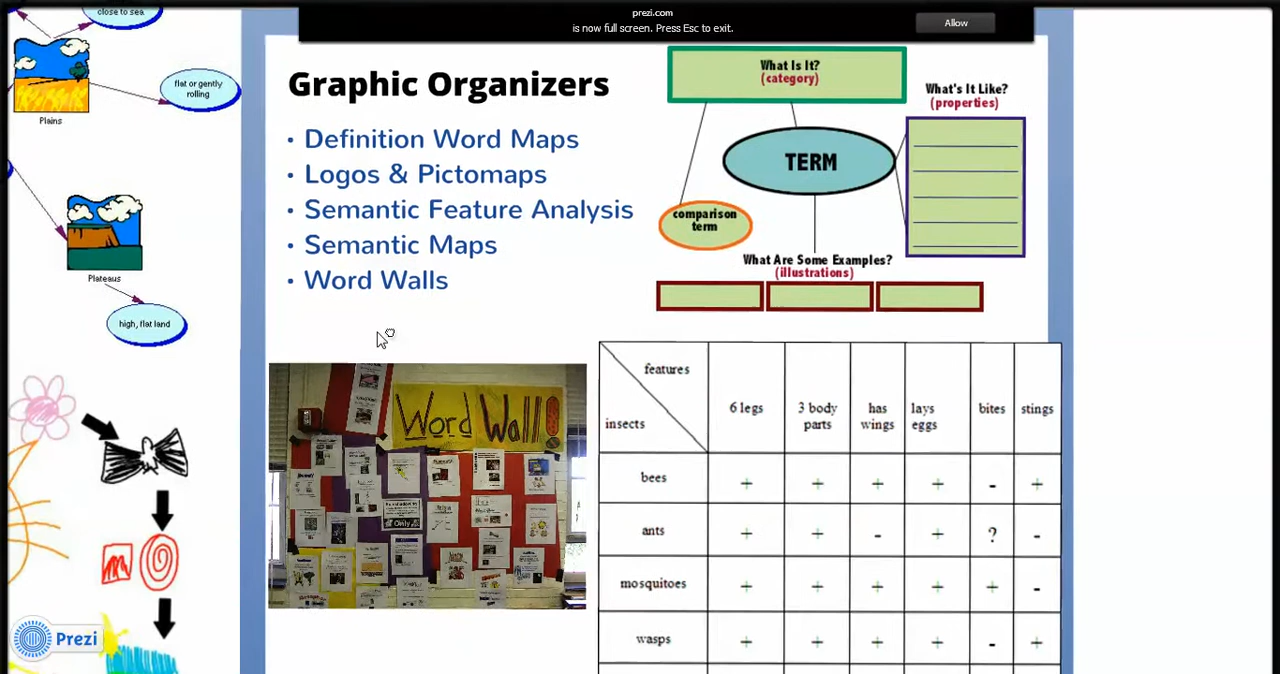 prezi.com
is now full screen. Press Esc to exit.
Allow
close to sea
flat or gently
rolling
Plains
Plateaus
high, flat land
Graphic Organizers
• Definition Word Maps
• Logos & Pictomaps
• Semantic Feature Analysis
• Semantic Maps
• Word Walls
What Is It?
(category)
What's It Like?
(properties)
TERM
comparison
term
What Are Some Examples?
(illustrations)
Word Wall!
Only
features
insects
6 legs
3 body
parts
has
wings
lays
eggs
bites
stings
bees + + + + - +
ants + + - + ? -
mosquitoes + + + + + -
wasps + + + + - +
Prezi